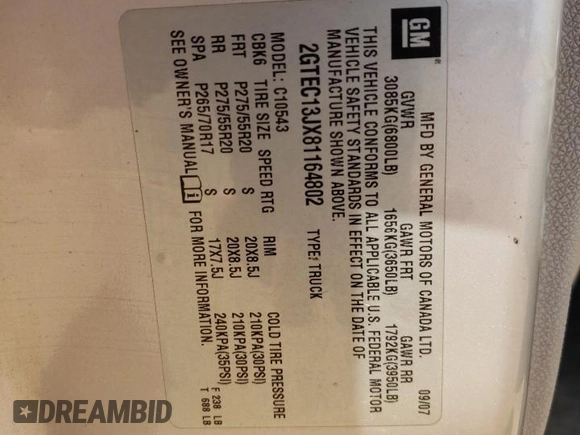 GM
MFD BY GENERAL MOTORS OF CANADA LTD. 09/07
GVWR GAWR FRT GAWR RR
3085KG(6800LB) 1656KG(3650LB) 1792KG(3950LB)
THIS VEHICLE CONFORMS TO ALL APPLICABLE U.S. FEDERAL MOTOR
VEHICLE SAFETY STANDARDS IN EFFECT ON THE DATE OF
MANUFACTURE SHOWN ABOVE.
2GTEC13JX81164802 TYPE: TRUCK
MODEL: C10543
CBK6 TIRE SIZE SPEED RTG RIM COLD TIRE PRESSURE
FRT P275/55R20 S 20X8.5J 210KPA(30PSI)
RR P275/55R20 S 20X8.5J 210KPA(30PSI)
SPA P265/70R17 S 17X7.5J 240KPA(35PSI)
SEE OWNER'S MANUAL i FOR MORE INFORMATION.
F 238 LB
T 688 LB
DREAMBID